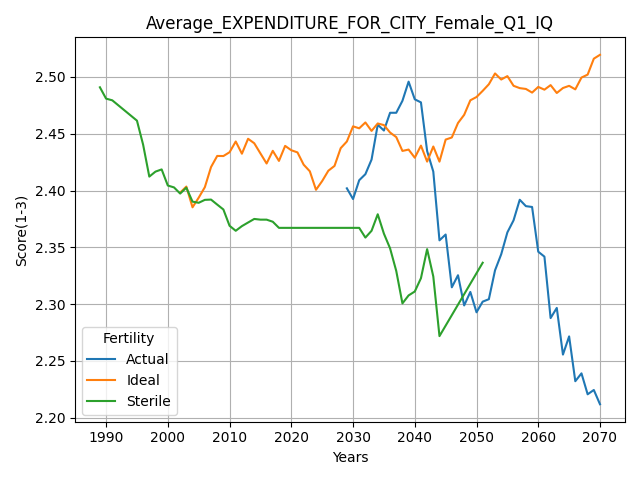 Average_EXPENDITURE_FOR_CITY_Female_Q1_IQ
Score(1-3)
2.50
2.45
2.40
2.35
2.30
2.25
2.20
Fertility
Actual
Ideal
Sterile
1990 2000 2010 2020 2030 2040 2050 2060 2070
Years